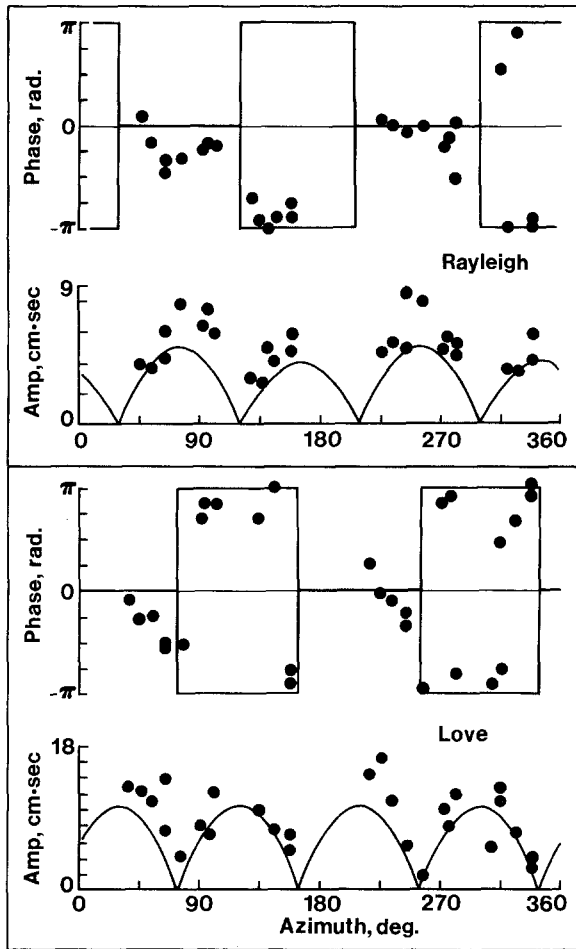 π
Phase, rad.
0
-π
Rayleigh
9
Amp, cm·sec
0
0 90 180 270 360
π
Phase, rad.
0
-π
Love
18
Amp, cm·sec
0
0 90 180 270 360
Azimuth, deg.